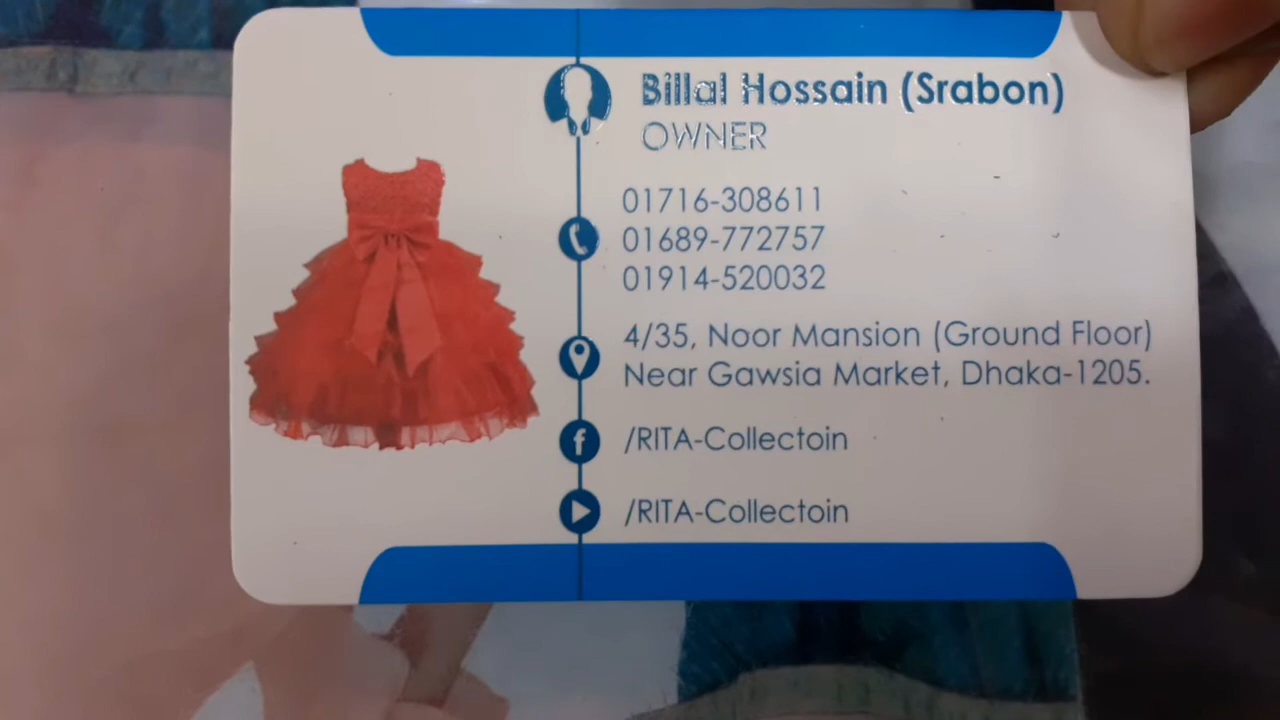 Billal Hossain (Srabon)
OWNER
01716-308611
01689-772757
01914-520032
4/35, Noor Mansion (Ground Floor)
Near Gawsia Market, Dhaka-1205.
/RITA-Collectoin
/RITA-Collectoin